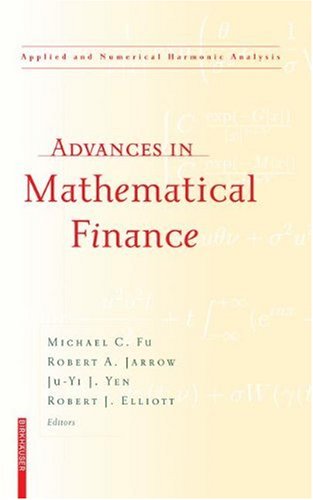 Applied and Numerical Harmonic Analysis
ADVANCES IN
Mathematical
Finance
MICHAEL C. FU
ROBERT A. JARROW
JU-YI J. YEN
ROBERT J. ELLIOTT
Editors
BIRKHÄUSER